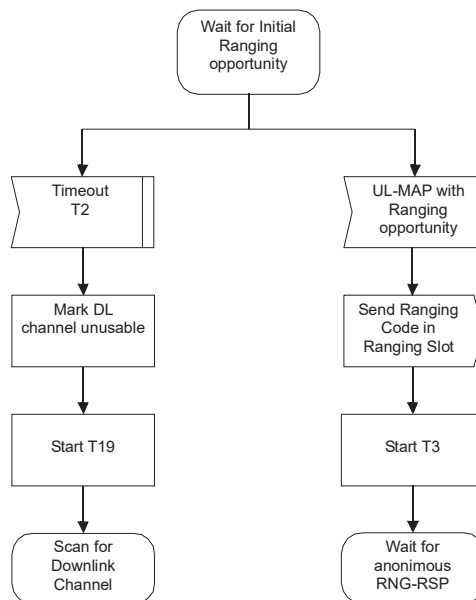 Wait for Initial
Ranging
opportunity
Timeout
T2
UL-MAP with
Ranging
opportunity
Mark DL
channel unusable
Send Ranging
Code in
Ranging Slot
Start T19
Start T3
Scan for
Downlink
Channel
Wait for
anonimous
RNG-RSP